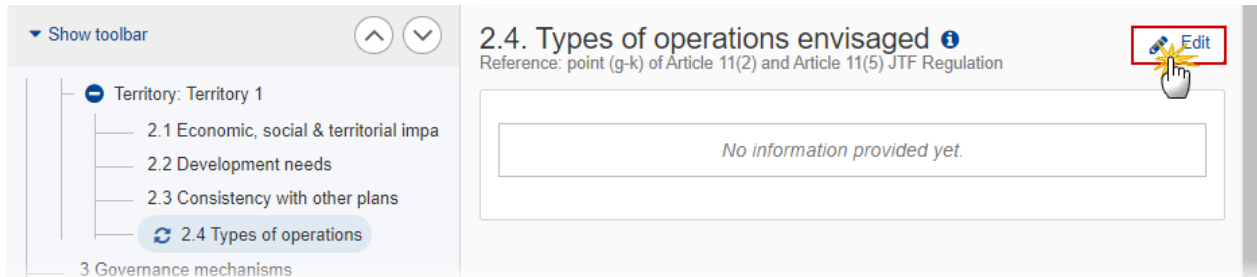 Show toolbar
Territory: Territory 1
2.1 Economic, social & territorial impa
2.2 Development needs
2.3 Consistency with other plans
2.4 Types of operations
3 Governance mechanisms
2.4. Types of operations envisaged
Reference: point (g-k) of Article 11(2) and Article 11(5) JTF Regulation
Edit
No information provided yet.